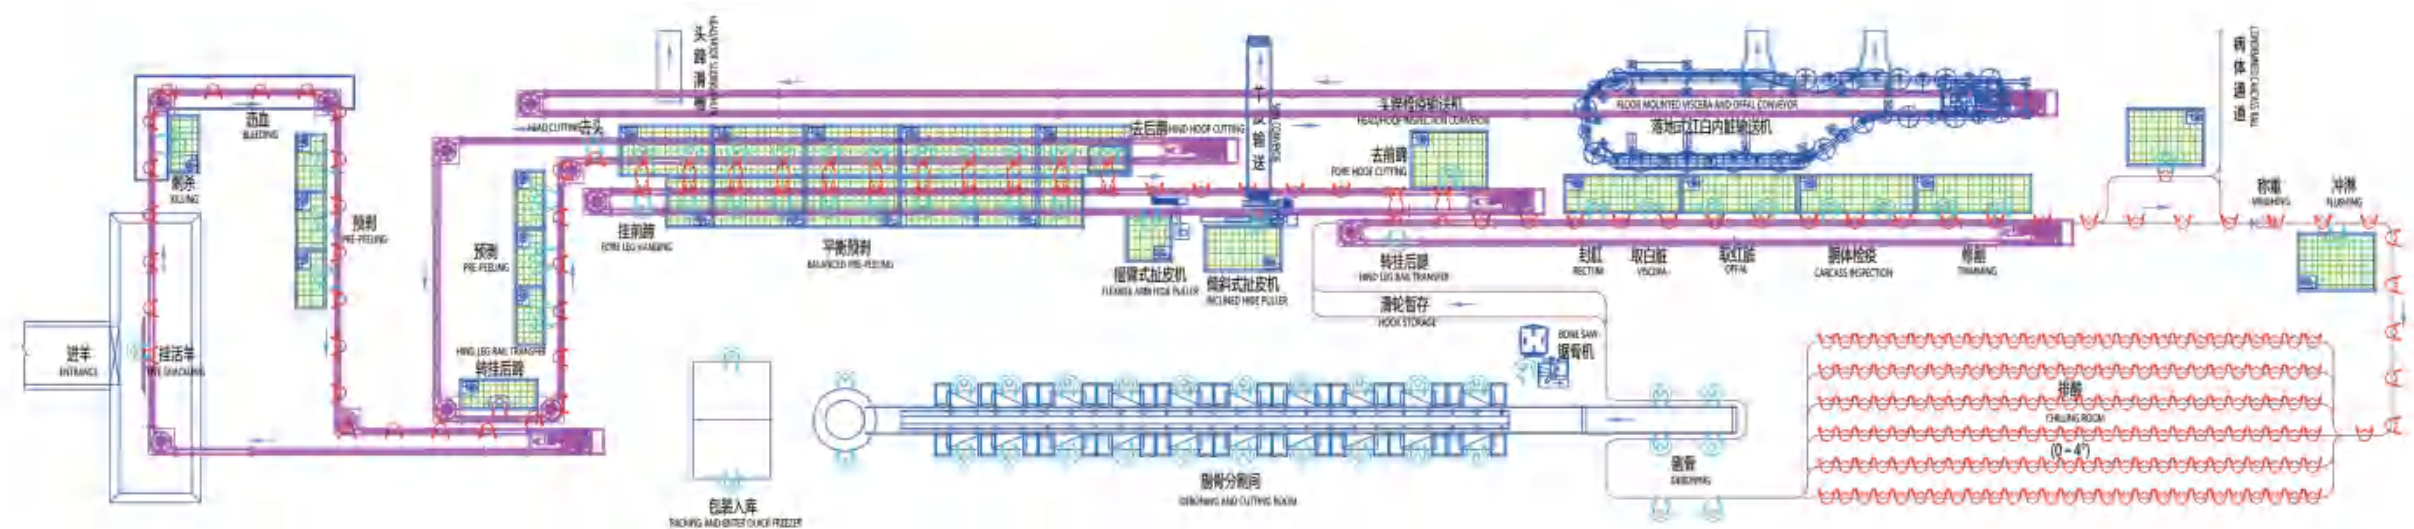 进羊
ENTRANCE
挂活羊
LIVE SHACKLING
刺杀
KILLING
沥血
BLEEDING
预剥
PRE-PEELING
预剥
PRE-PEELING
HIND LEG RAIL TRANSFER
转挂后蹄
头蹄滑槽
HEAD CUTTING
去头
去后蹄
HIND HOOF CUTTING
挂前蹄
FORE LEG HANGING
平衡预剥
BALANCED PRE-PEELING
羊皮输送
SKIN CONVEYOR
摇臂式扯皮机
FLEXIBLE ARM HIDE PULLER
倾斜式扯皮机
INCLINED HIDE PULLER
头蹄检疫输送机
HEAD/HOOF INSPECTION CONVEYOR
去前蹄
FORE HOOF CUTTING
FLOOR MOUNTED VISCERA AND OFFAL CONVEYOR
落地式红白内脏输送机
转挂后腿
HIND LEG RAIL TRANSFER
滑轮暂存
HOOK STORAGE
封肛
RECTUM
取白脏
VISCERA
取红脏
OFFAL
胴体检疫
CARCASS INSPECTION
修割
TRIMMING
病体通道
CONDEMNED CARCASS RAIL
称重
WEIGHING
冲淋
FLUSHING
BONE SAW
锯骨机
排酸
CHILLING ROOM
(0~4°)
剔骨
DEBONING
剔骨分割间
DEBONING AND CUTTING ROOM
包装入库
PACKING AND ENTER QUICK FREEZER